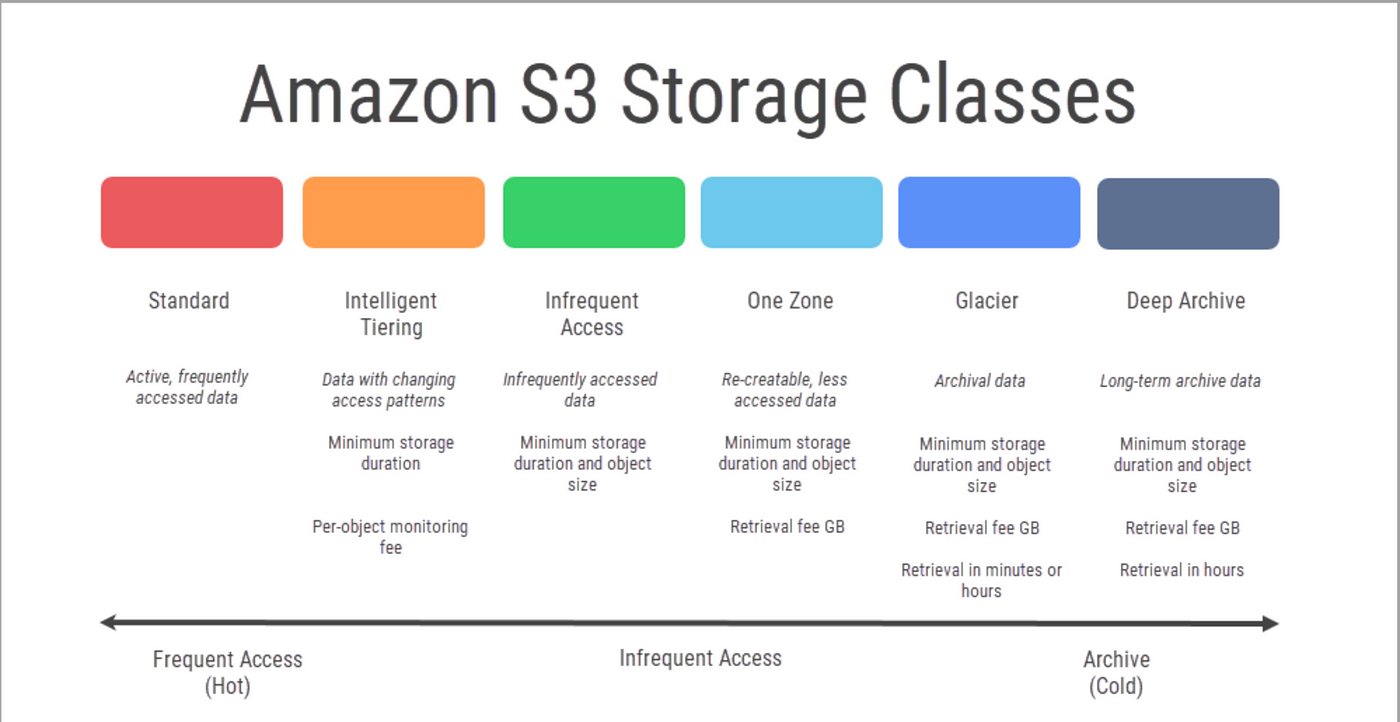 Amazon S3 Storage Classes
Standard
Intelligent
Tiering
Infrequent
Access
One Zone
Glacier
Deep Archive
Active, frequently
accessed data
Data with changing
access patterns
Infrequently accessed
data
Re-creatable, less
accessed data
Archival data
Long-term archive data
Minimum storage
duration
Minimum storage
duration and object
size
Minimum storage
duration and object
size
Minimum storage
duration and object
size
Minimum storage
duration and object
size
Per-object monitoring
fee
Retrieval fee GB
Retrieval fee GB
Retrieval fee GB
Retrieval in minutes or
hours
Retrieval in hours
Frequent Access
(Hot)
Infrequent Access
Archive
(Cold)